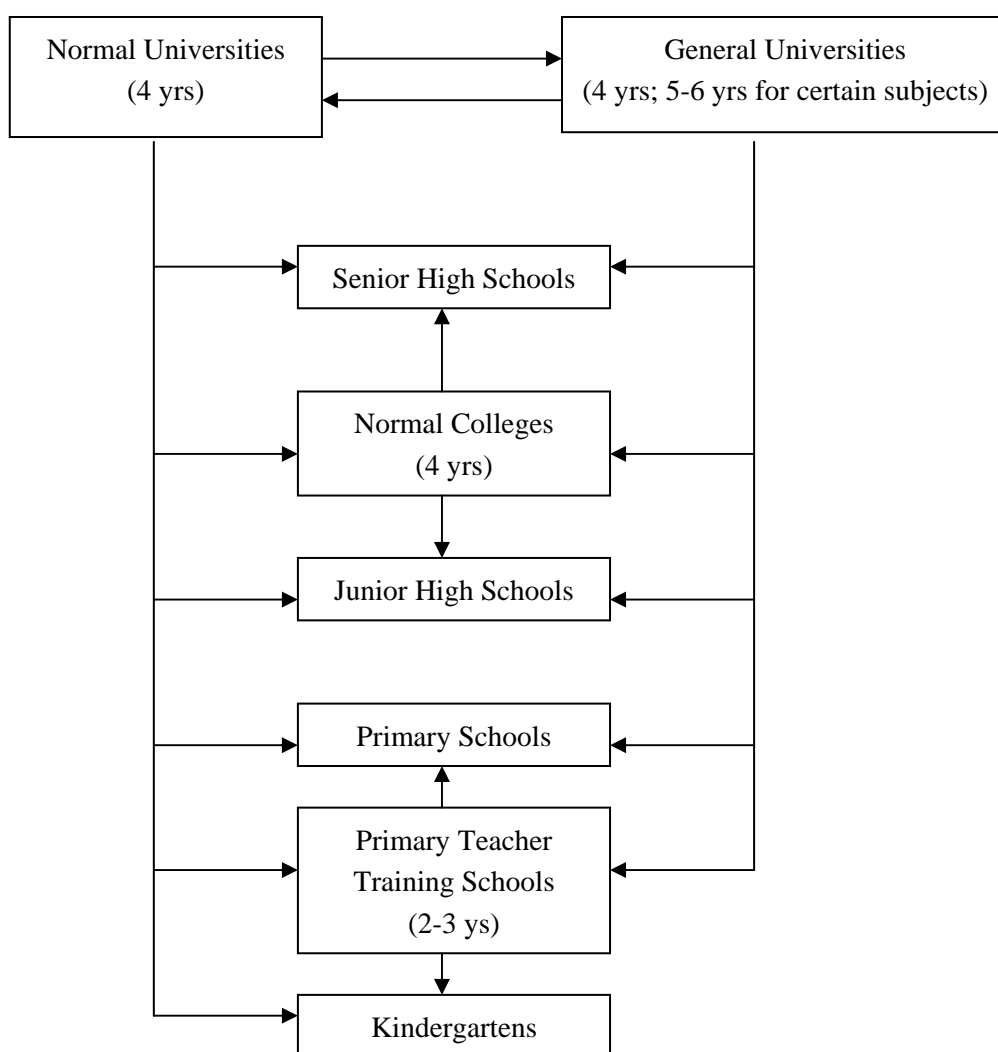 Normal Universities
(4 yrs)
General Universities
(4 yrs; 5-6 yrs for certain subjects)
Senior High Schools
Normal Colleges
(4 yrs)
Junior High Schools
Primary Schools
Primary Teacher
Training Schools
(2-3 ys)
Kindergartens